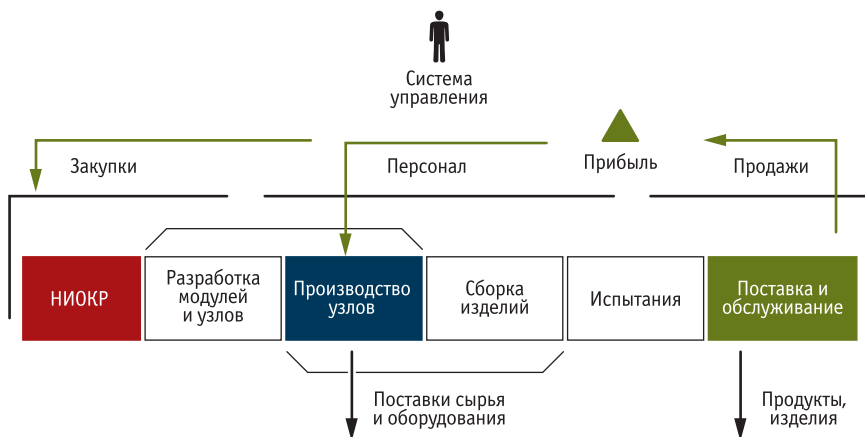 Система
управления
Закупки
Персонал
Прибыль
Продажи
НИОКР
Разработка
модулей
и узлов
Производство
узлов
Сборка
изделий
Испытания
Поставка и
обслуживание
Поставки сырья
и оборудования
Продукты,
изделия